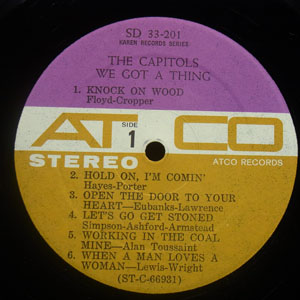 SD 33-201
KAREN RECORDS SERIES
THE CAPITOLS
WE GOT A THING
1. KNOCK ON WOOD
Floyd-Cropper
ATCO
SIDE
1
STEREO
ATCO RECORDS
2. HOLD ON, I'M COMIN'
Hayes-Porter
3. OPEN THE DOOR TO YOUR
HEART—Eubanks-Lawrence
4. LET'S GO GET STONED
Simpson-Ashford-Armstead
5. WORKING IN THE COAL
MINE—Alan Toussaint
6. WHEN A MAN LOVES A
WOMAN—Lewis-Wright
(ST-C-66931)